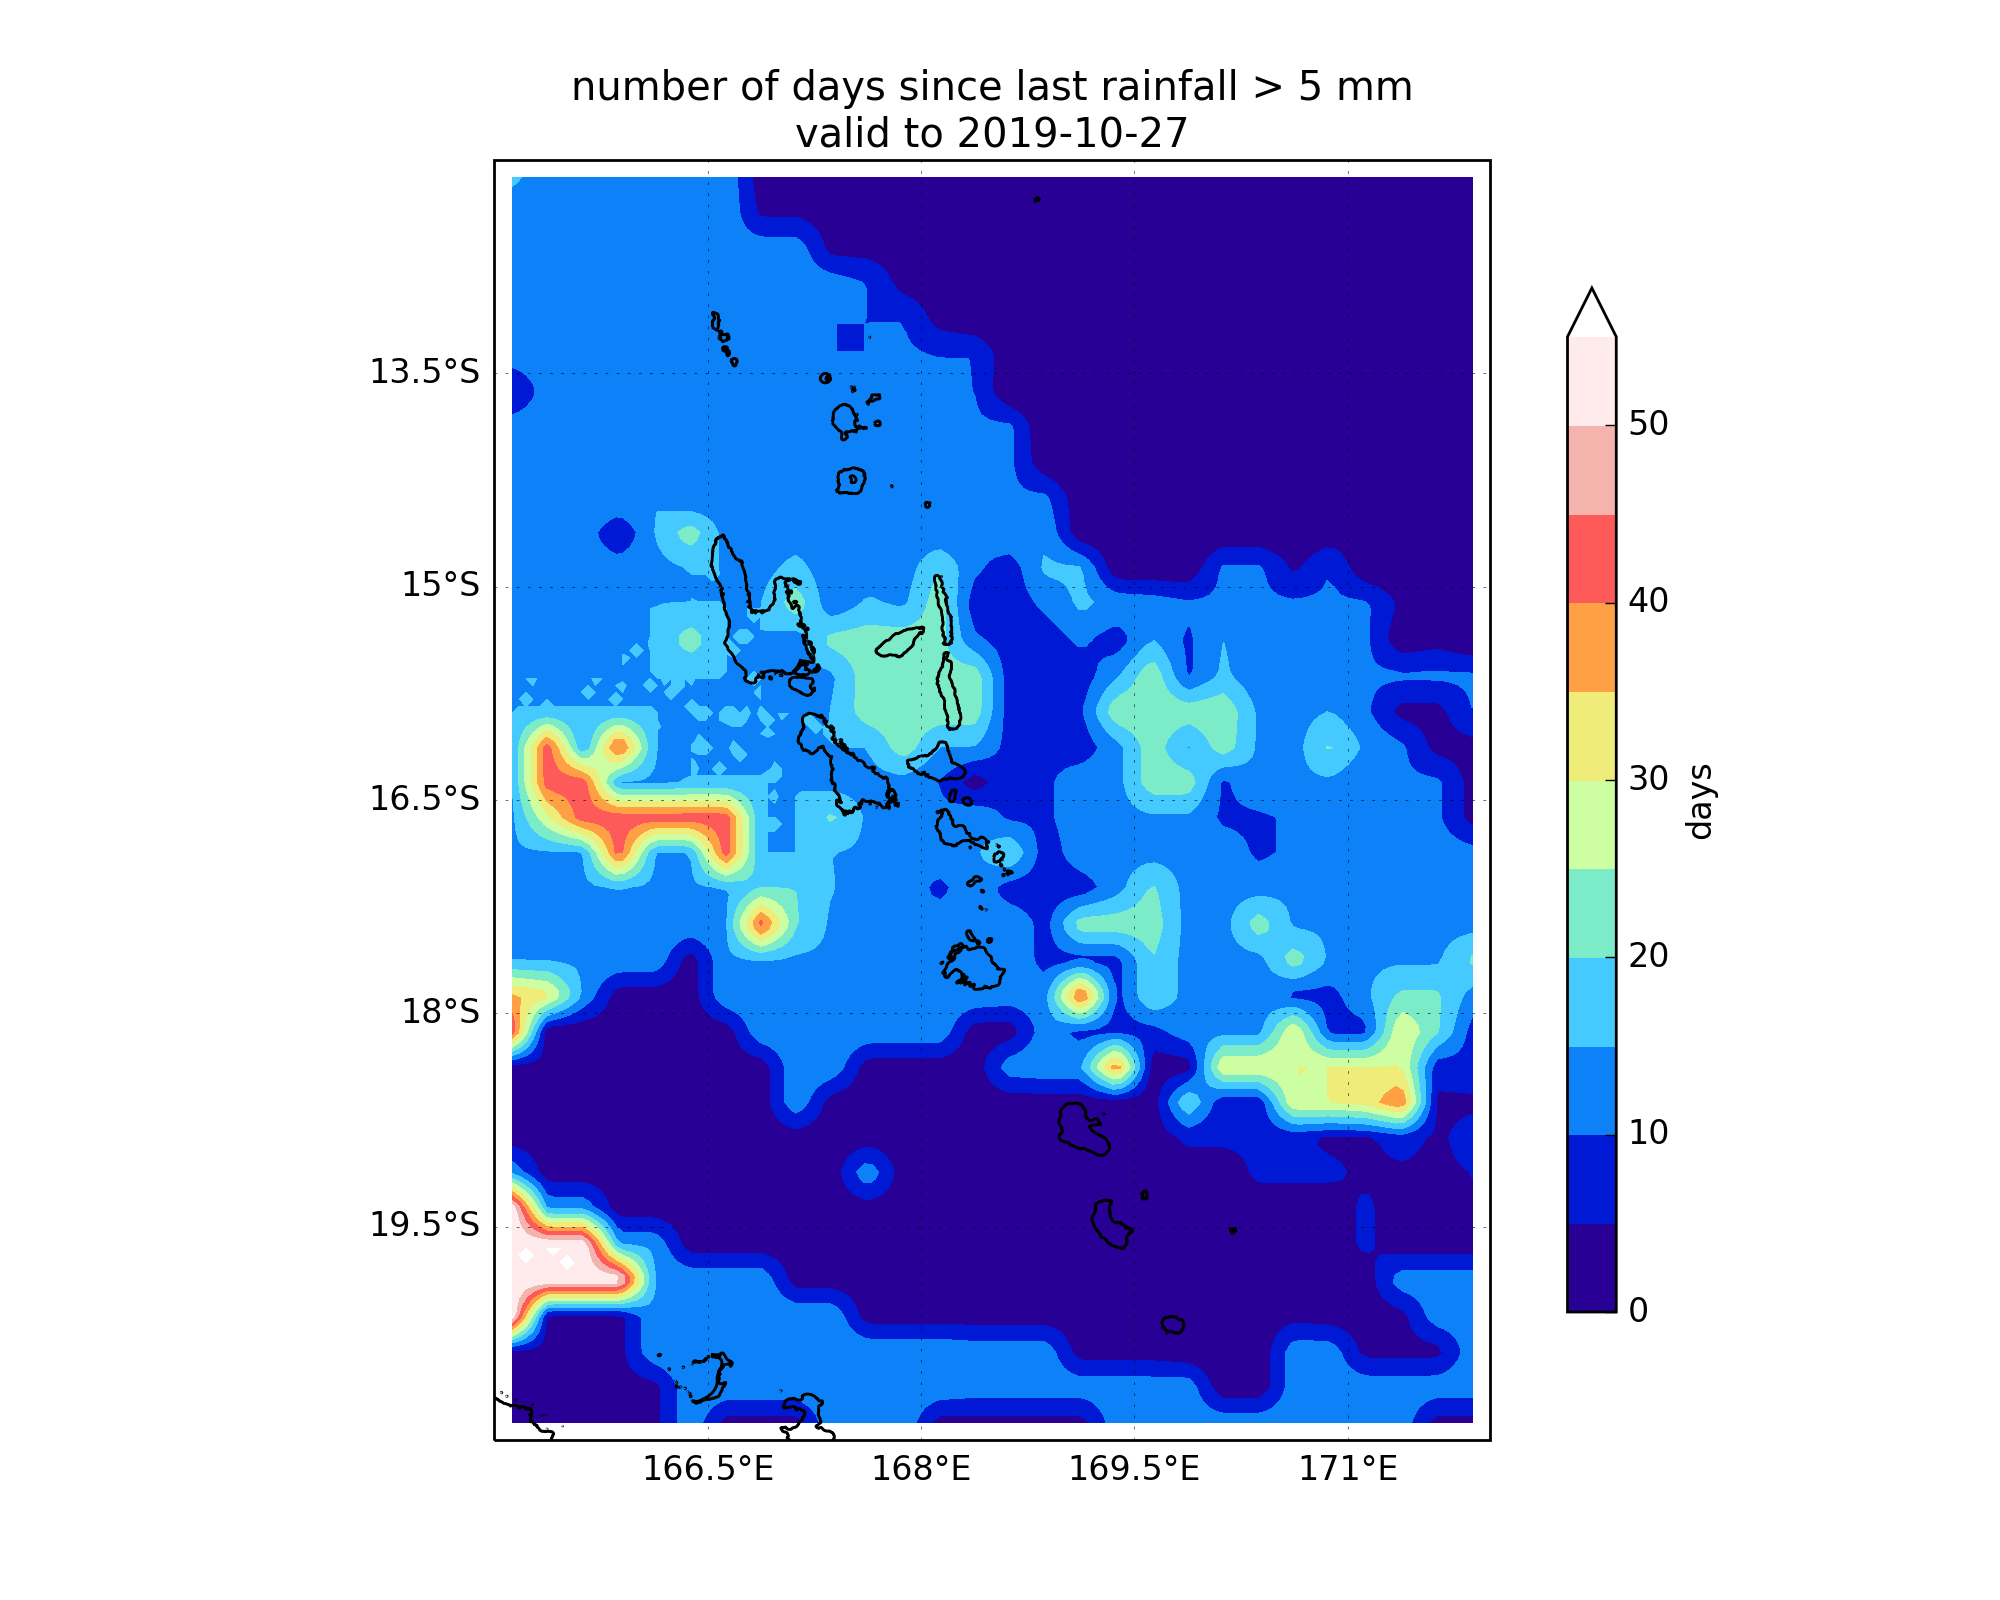 number of days since last rainfall > 5 mm
valid to 2019-10-27
13.5°S
15°S
16.5°S
18°S
19.5°S
166.5°E
168°E
169.5°E
171°E
50
40
30
20
10
0
days